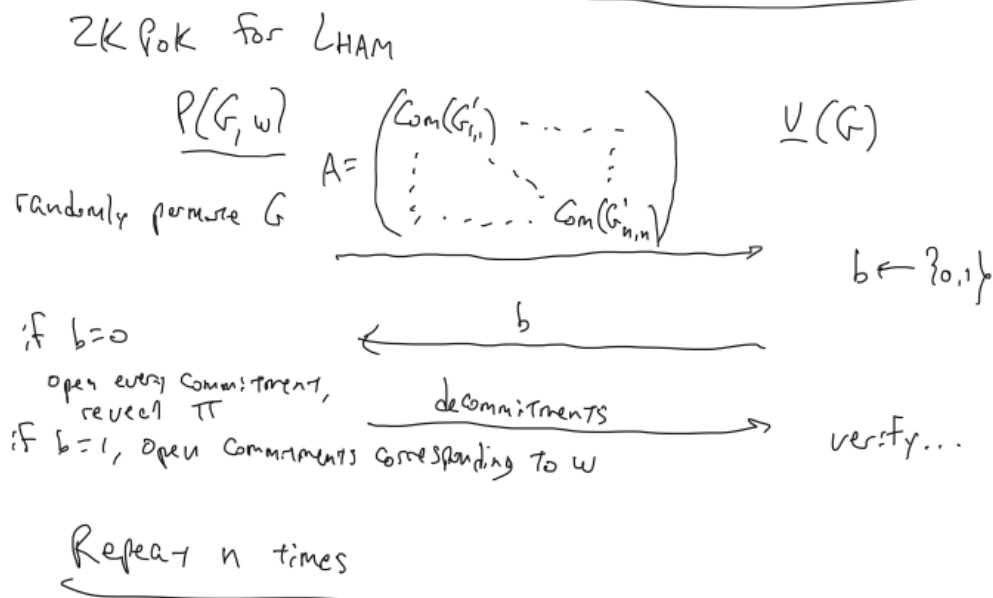 ZK PoK for L_HAM
P(G, w)
V(G)
A = ( Com(G'_{1,1}) - - - - -
Com(G'_{n,n}) )
randomly permute G
b ← {0,1}
b
if b=0
open every commitment,
reveal π
decommitments
if b=1, open commitments corresponding to w
verify...
Repeat n times